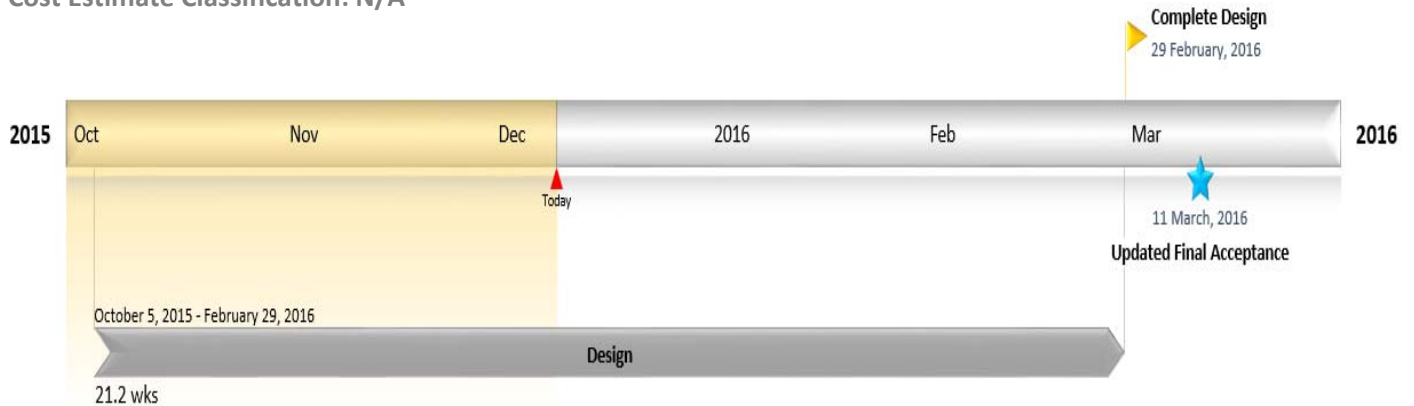 Cost Estimate Classification: N/A
Complete Design
29 February, 2016
2015 Oct Nov Dec 2016 Feb Mar 2016
Today
11 March, 2016
Updated Final Acceptance
October 5, 2015 - February 29, 2016
Design
21.2 wks